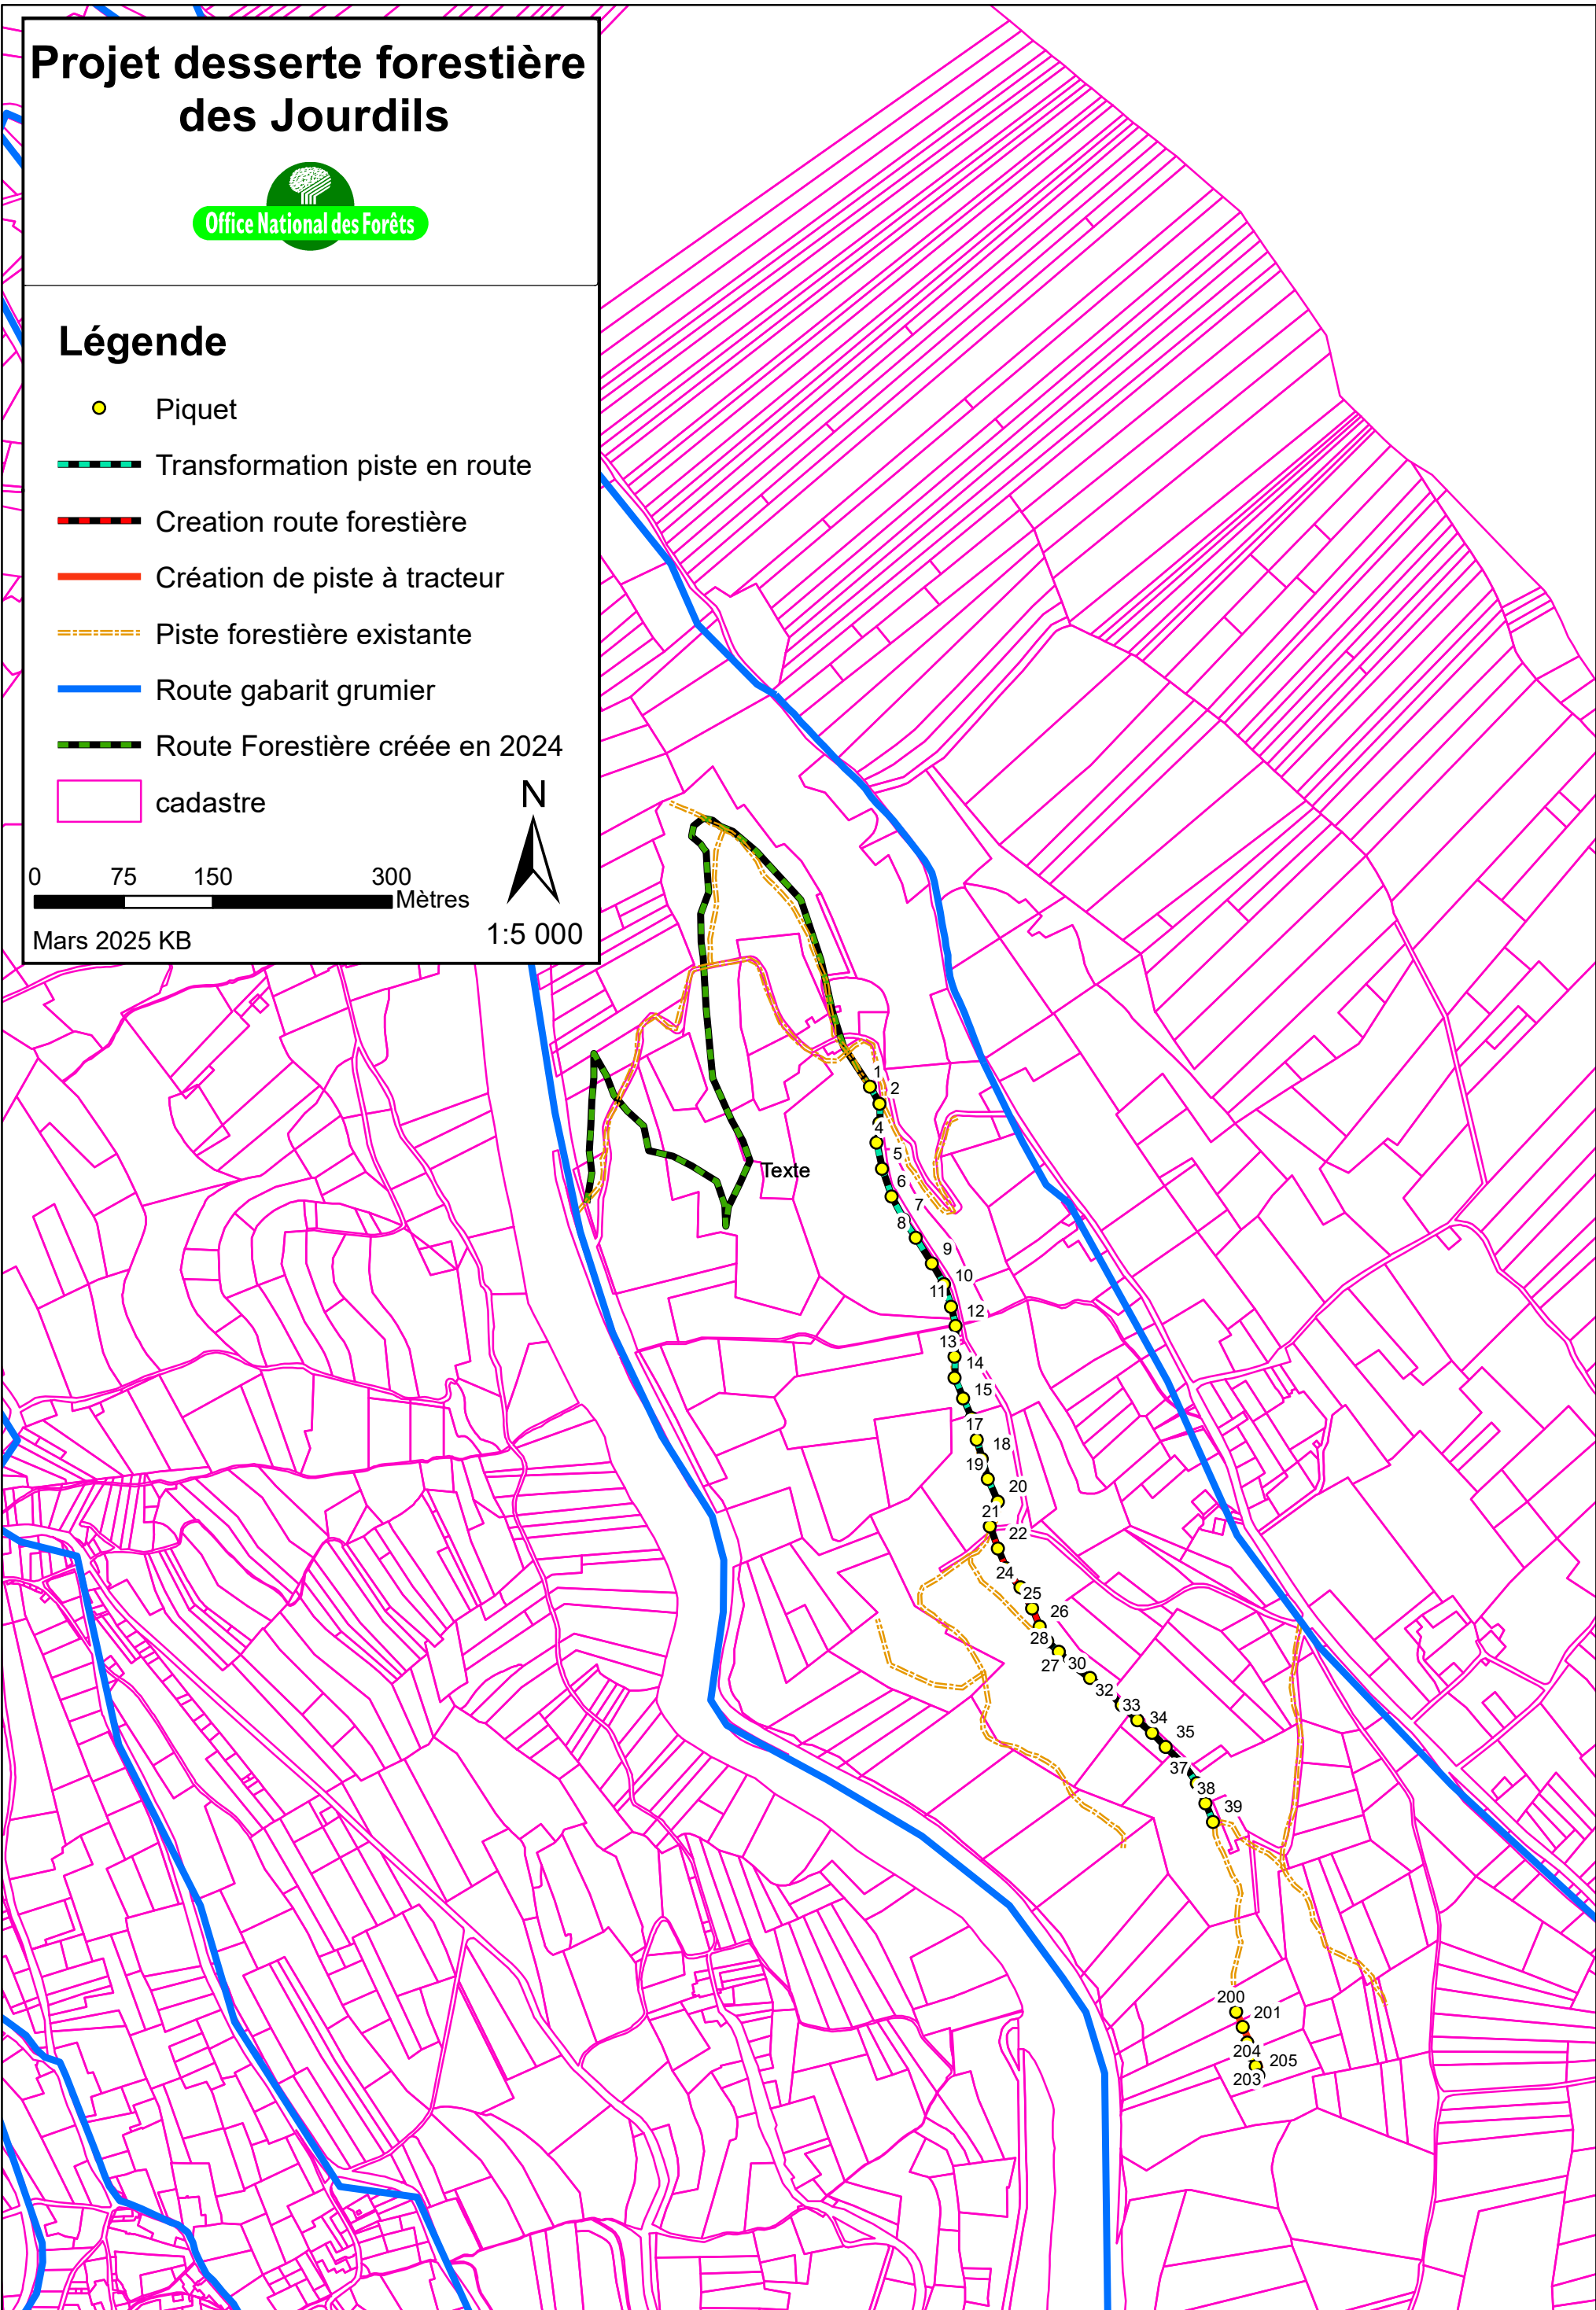 Projet desserte forestière
des Jourdils
Office National des Forêts
Légende
Piquet
Transformation piste en route
Creation route forestière
Création de piste à tracteur
Piste forestière existante
Route gabarit grumier
Route Forestière créée en 2024
cadastre
N
0 75 150 300
Mètres
1:5 000
Mars 2025 KB
1
2
4
5
Texte
6
7
8
9
10
11
12
13
14
15
17
18
19
20
21
22
24
25
26
28
27
30
32
33
34
35
37
38
39
200
201
204
205
203